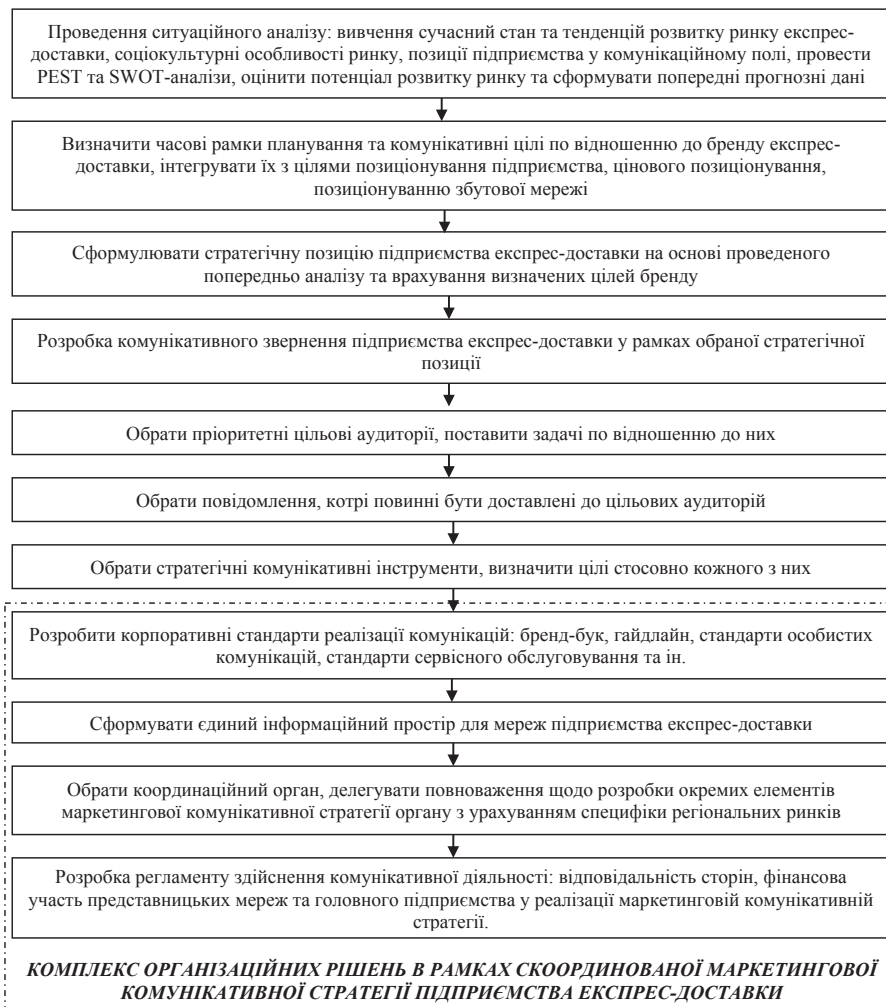 Проведення ситуаційного аналізу: вивчення сучасний стан та тенденцій розвитку ринку експрес-
доставки, соціокультурні особливості ринку, позиції підприємства у комунікаційному полі, провести
PEST та SWOT-аналізи, оцінити потенціал розвитку ринку та сформувати попередні прогнозні дані
Визначити часові рамки планування та комунікативні цілі по відношенню до бренду експрес-
доставки, інтегрувати їх з цілями позиціонування підприємства, цінового позиціонування,
позиціонуванню збутової мережі
Сформулювати стратегічну позицію підприємства експрес-доставки на основі проведеного
попередньо аналізу та врахування визначених цілей бренду
Розробка комунікативного звернення підприємства експрес-доставки у рамках обраної стратегічної
позиції
Обрати пріоритетні цільові аудиторії, поставити задачі по відношенню до них
Обрати повідомлення, котрі повинні бути доставлені до цільових аудиторій
Обрати стратегічні комунікативні інструменти, визначити цілі стосовно кожного з них
Розробити корпоративні стандарти реалізації комунікацій: бренд-бук, гайдлайн, стандарти особистих
комунікацій, стандарти сервісного обслуговування та ін.
Сформувати єдиний інформаційний простір для мереж підприємства експрес-доставки
Обрати координаційний орган, делегувати повноваження щодо розробки окремих елементів
маркетингової комунікативної стратегії органу з урахуванням специфіки регіональних ринків
Розробка регламенту здійснення комунікативної діяльності: відповідальність сторін, фінансова
участь представницьких мереж та головного підприємства у реалізації маркетинговій комунікативній
стратегії.
КОМПЛЕКС ОРГАНІЗАЦІЙНИХ РІШЕНЬ В РАМКАХ СКООРДИНОВАНОЇ МАРКЕТИНГОВОЇ
КОМУНІКАТИВНОЇ СТРАТЕГІЇ ПІДПРИЄМСТВА ЕКСПРЕС-ДОСТАВКИ